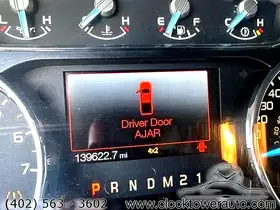 Driver Door
AJAR
139622.7 mi 4x2
P R N D M 2 1
(402) 563 - 3602 www.clocktowerauto.com